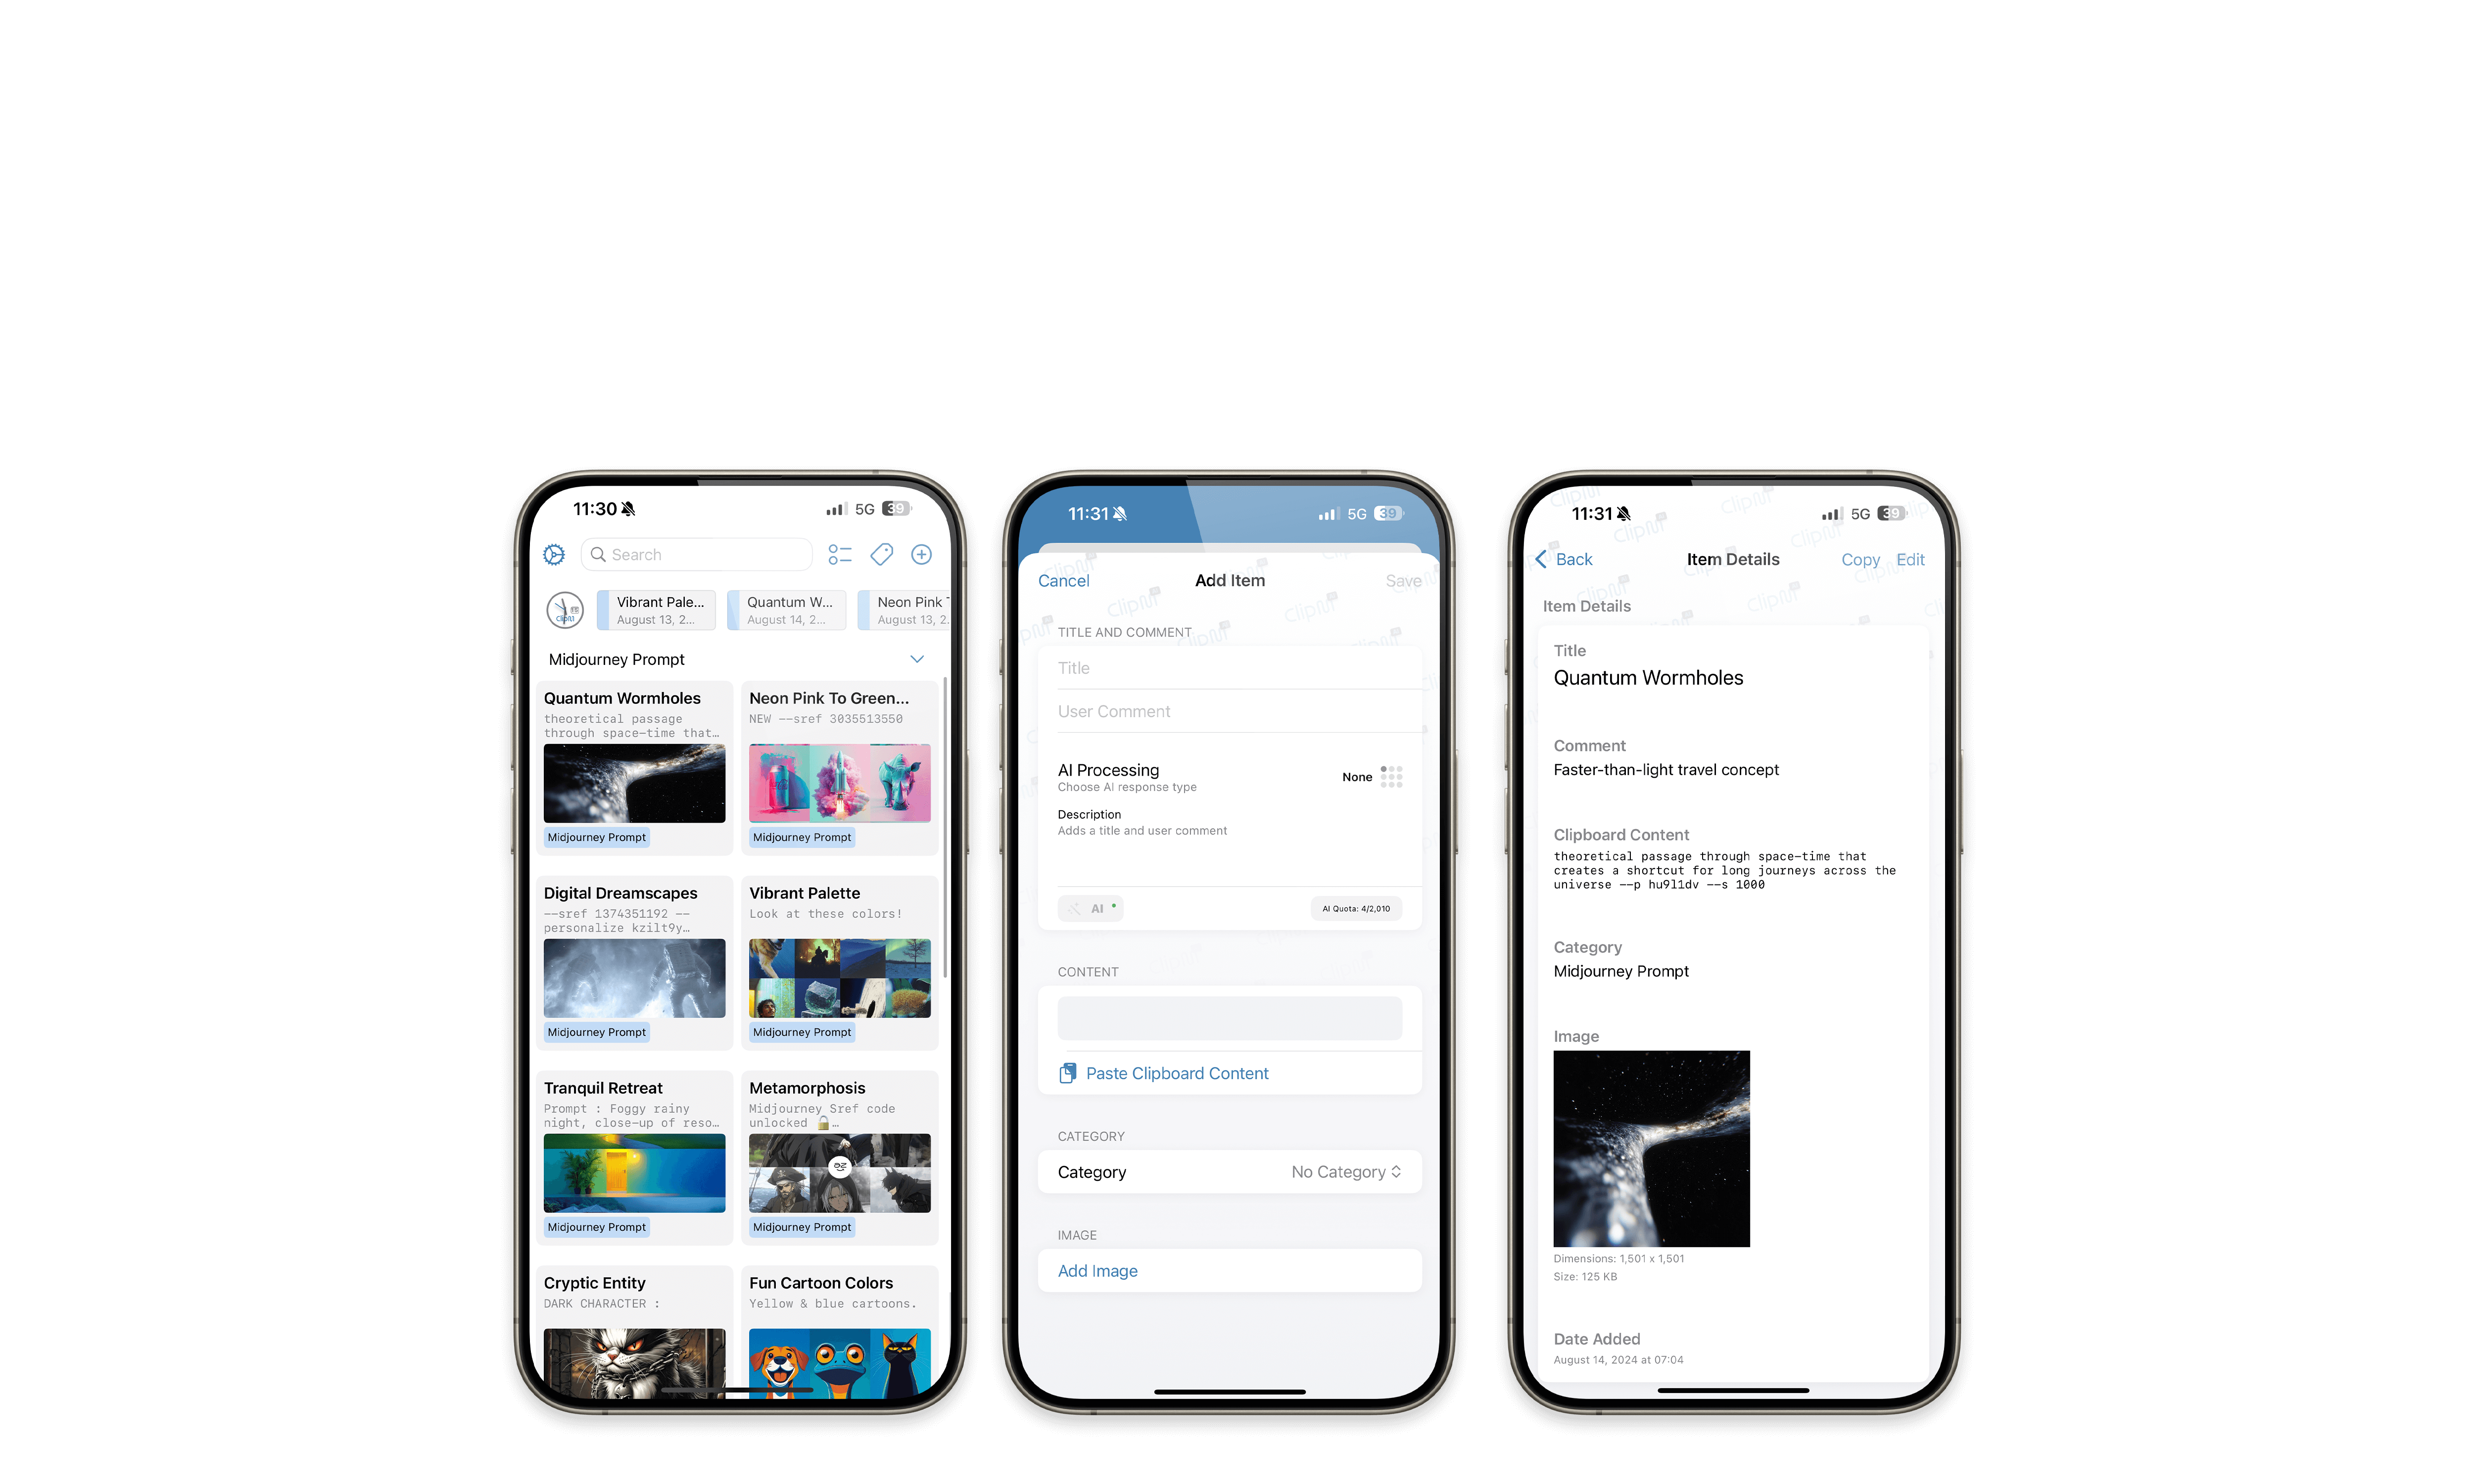 11:30
5G 39
Search
Vibrant Pale...
August 13, 2...
Quantum W...
August 14, 2...
Neon Pink
August 13, 2
Clip
Midjourney Prompt
Quantum Wormholes
theoretical passage
through space-time that…
Midjourney Prompt
Neon Pink To Green...
NEW --sref 3035513550
Midjourney Prompt
Digital Dreamscapes
--sref 1374351192 --
personalize kzilt9y…
Midjourney Prompt
Vibrant Palette
Look at these colors!
Midjourney Prompt
Tranquil Retreat
Prompt : Foggy rainy
night, close-up of reso…
Midjourney Prompt
Metamorphosis
Midjourney Sref code
unlocked 🔒…
Midjourney Prompt
Cryptic Entity
DARK CHARACTER :
Fun Cartoon Colors
Yellow & blue cartoons.
11:31
5G 39
Cancel
Add Item
Save
TITLE AND COMMENT
Title
User Comment
AI Processing
Choose AI response type
None
Description
Adds a title and user comment
AI
AI Quota: 4/2,010
CONTENT
Paste Clipboard Content
CATEGORY
Category
No Category
IMAGE
Add Image
11:31
5G 39
Back
Item Details
Copy
Edit
Item Details
Title
Quantum Wormholes
Comment
Faster-than-light travel concept
Clipboard Content
theoretical passage through space-time that
creates a shortcut for long journeys across the
universe --p hu9l1dv --s 1000
Category
Midjourney Prompt
Image
Dimensions: 1,501 x 1,501
Size: 125 KB
Date Added
August 14, 2024 at 07:04